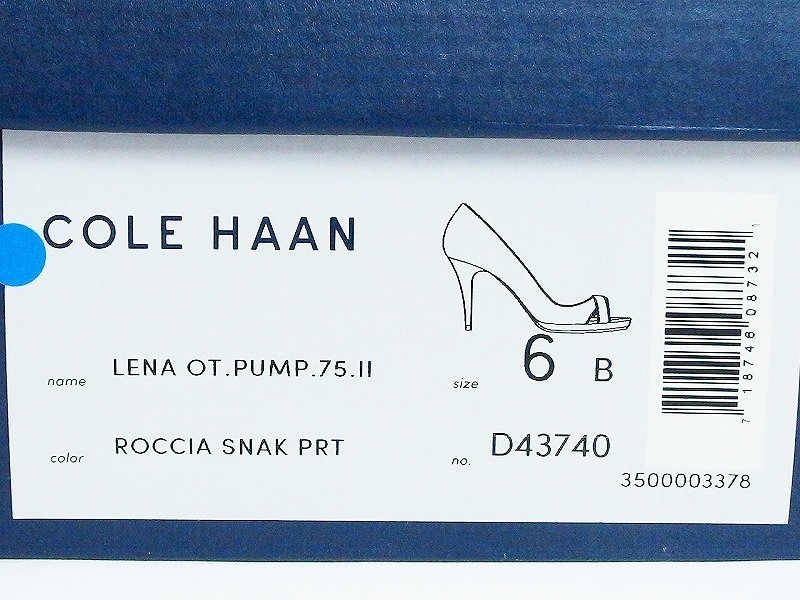 COLE HAAN
name LENA OT.PUMP.75.II
size 6 B
color ROCCIA SNAK PRT
no. D43740
3500003378
7 18746 08732 1